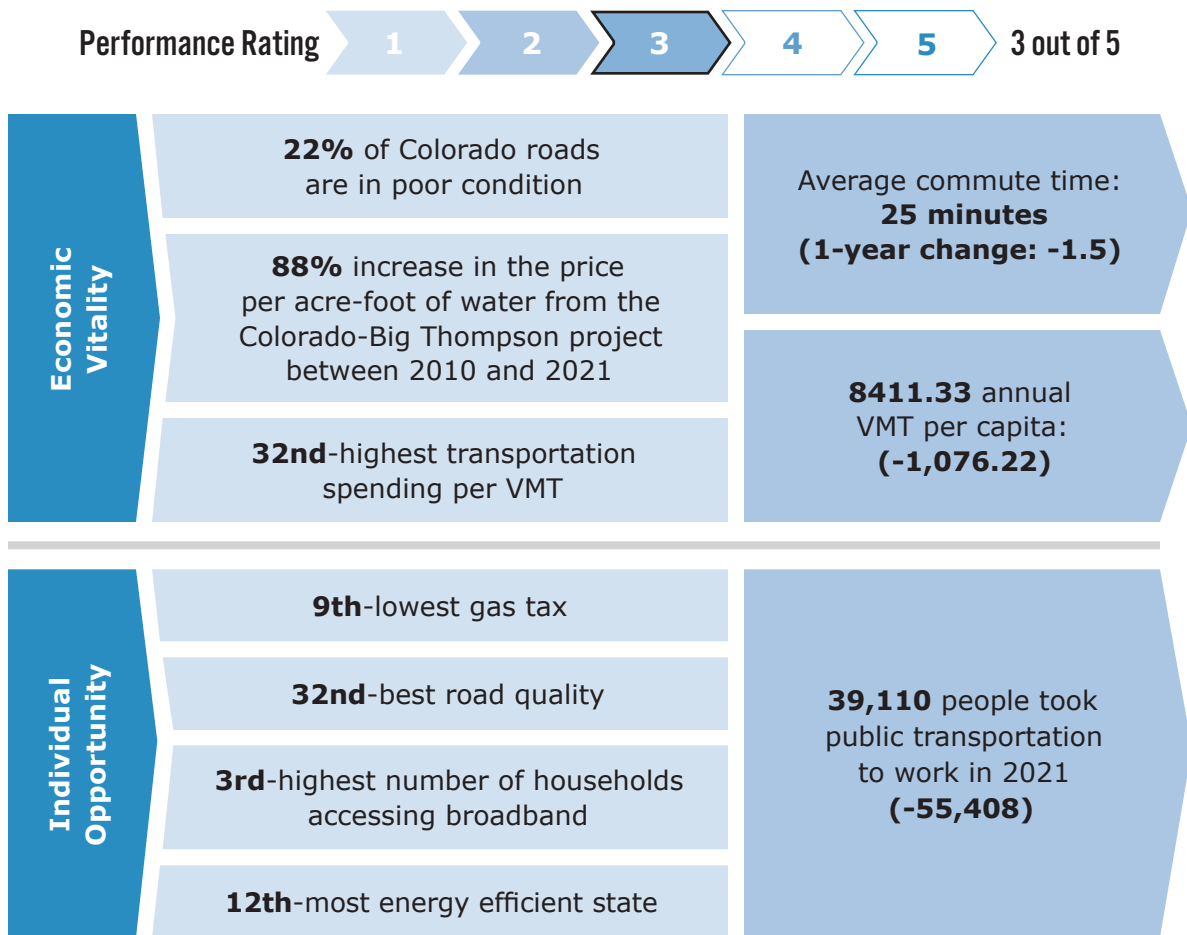 Performance Rating 1 2 3 4 5 3 out of 5
Economic
Vitality
22% of Colorado roads
are in poor condition
88% increase in the price
per acre-foot of water from the
Colorado-Big Thompson project
between 2010 and 2021
32nd-highest transportation
spending per VMT
Average commute time:
25 minutes
(1-year change: -1.5)
8411.33 annual
VMT per capita:
(-1,076.22)
Individual
Opportunity
9th-lowest gas tax
32nd-best road quality
3rd-highest number of households
accessing broadband
12th-most energy efficient state
39,110 people took
public transportation
to work in 2021
(-55,408)